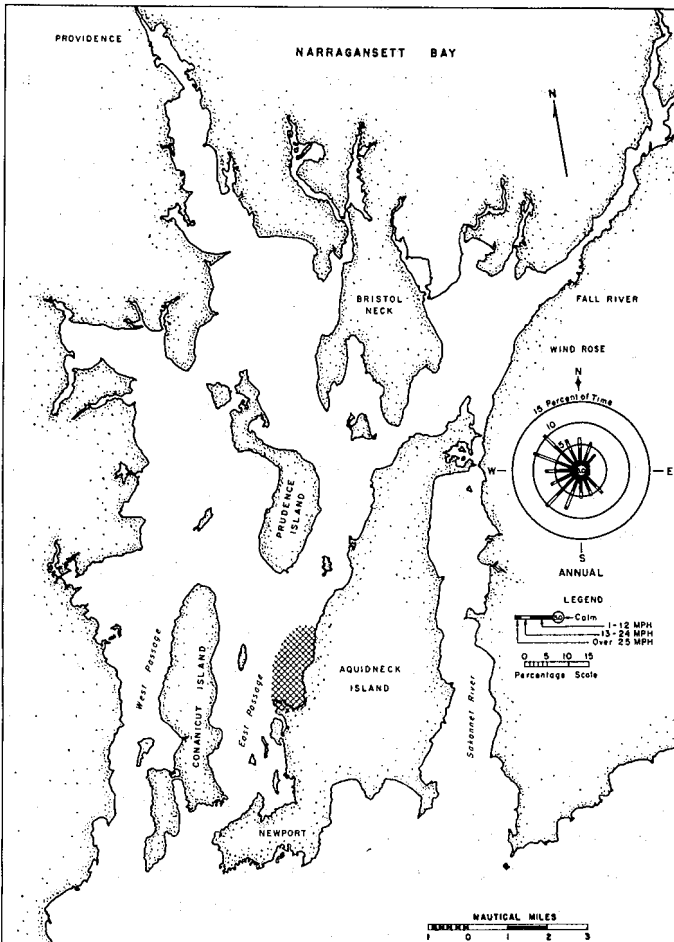 PROVIDENCE
NARRAGANSETT BAY
N
BRISTOL
NECK
FALL RIVER
WIND ROSE
N
15 Percent of Time
10
5
W
E
S
ANNUAL
PRUDENCE
ISLAND
LEGEND
Calm
1-12 MPH
13-24 MPH
Over 25 MPH
0 5 10 15
Percentage Scale
West Passage
CONANICUT ISLAND
East Passage
AQUIDNECK
ISLAND
Sakonnet River
NEWPORT
NAUTICAL MILES
1 0 1 2 3